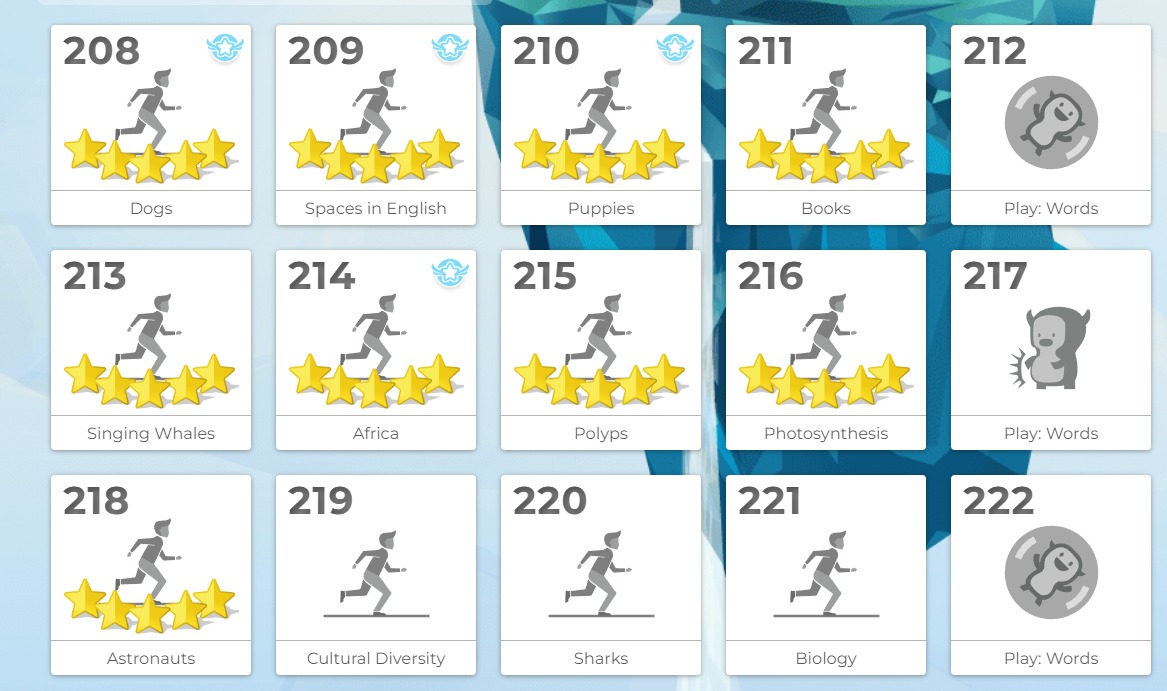 208
Dogs
209
Spaces in English
210
Puppies
211
Books
212
Play: Words
213
Singing Whales
214
Africa
215
Polyps
216
Photosynthesis
217
Play: Words
218
Astronauts
219
Cultural Diversity
220
Sharks
221
Biology
222
Play: Words